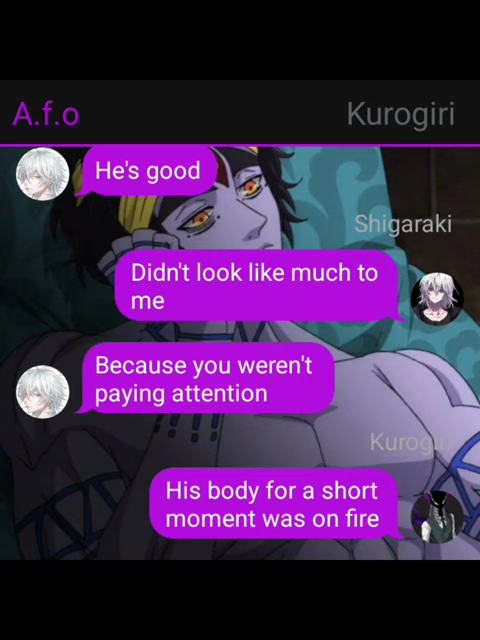 A.f.o
Kurogiri
He's good
Shigaraki
Didn't look like much to
me
Because you weren't
paying attention
Kurogiri
His body for a short
moment was on fire